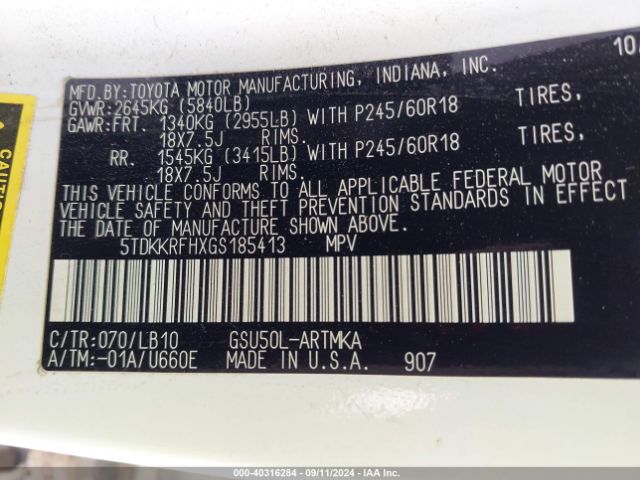 10
MFD.BY:TOYOTA MOTOR MANUFACTURING, INDIANA, INC.
GVWR:2645KG (5840LB)
GAWR:FRT. 1340KG (2955LB) WITH P245/60R18 TIRES,
18X7.5J RIMS.
RR. 1545KG (3415LB) WITH P245/60R18 TIRES,
18X7.5J RIMS.
THIS VEHICLE CONFORMS TO ALL APPLICABLE FEDERAL MOTOR
VEHICLE SAFETY AND THEFT PREVENTION STANDARDS IN EFFECT
THE DATE OF MANUFACTURE SHOWN ABOVE.
5TDKKRFHXGS185413 MPV
C/TR:070/LB10 GSU50L-ARTMKA
A/TM:-01A/U660E MADE IN U.S.A. 907
CAUTION
© - 40316284 - 09/11/2024 - IAA, Inc.